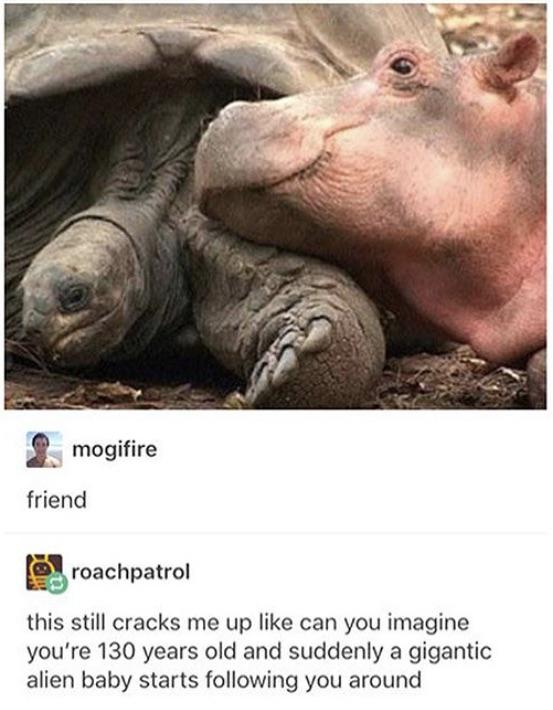 mogifire
friend
roachpatrol
this still cracks me up like can you imagine
you're 130 years old and suddenly a gigantic
alien baby starts following you around